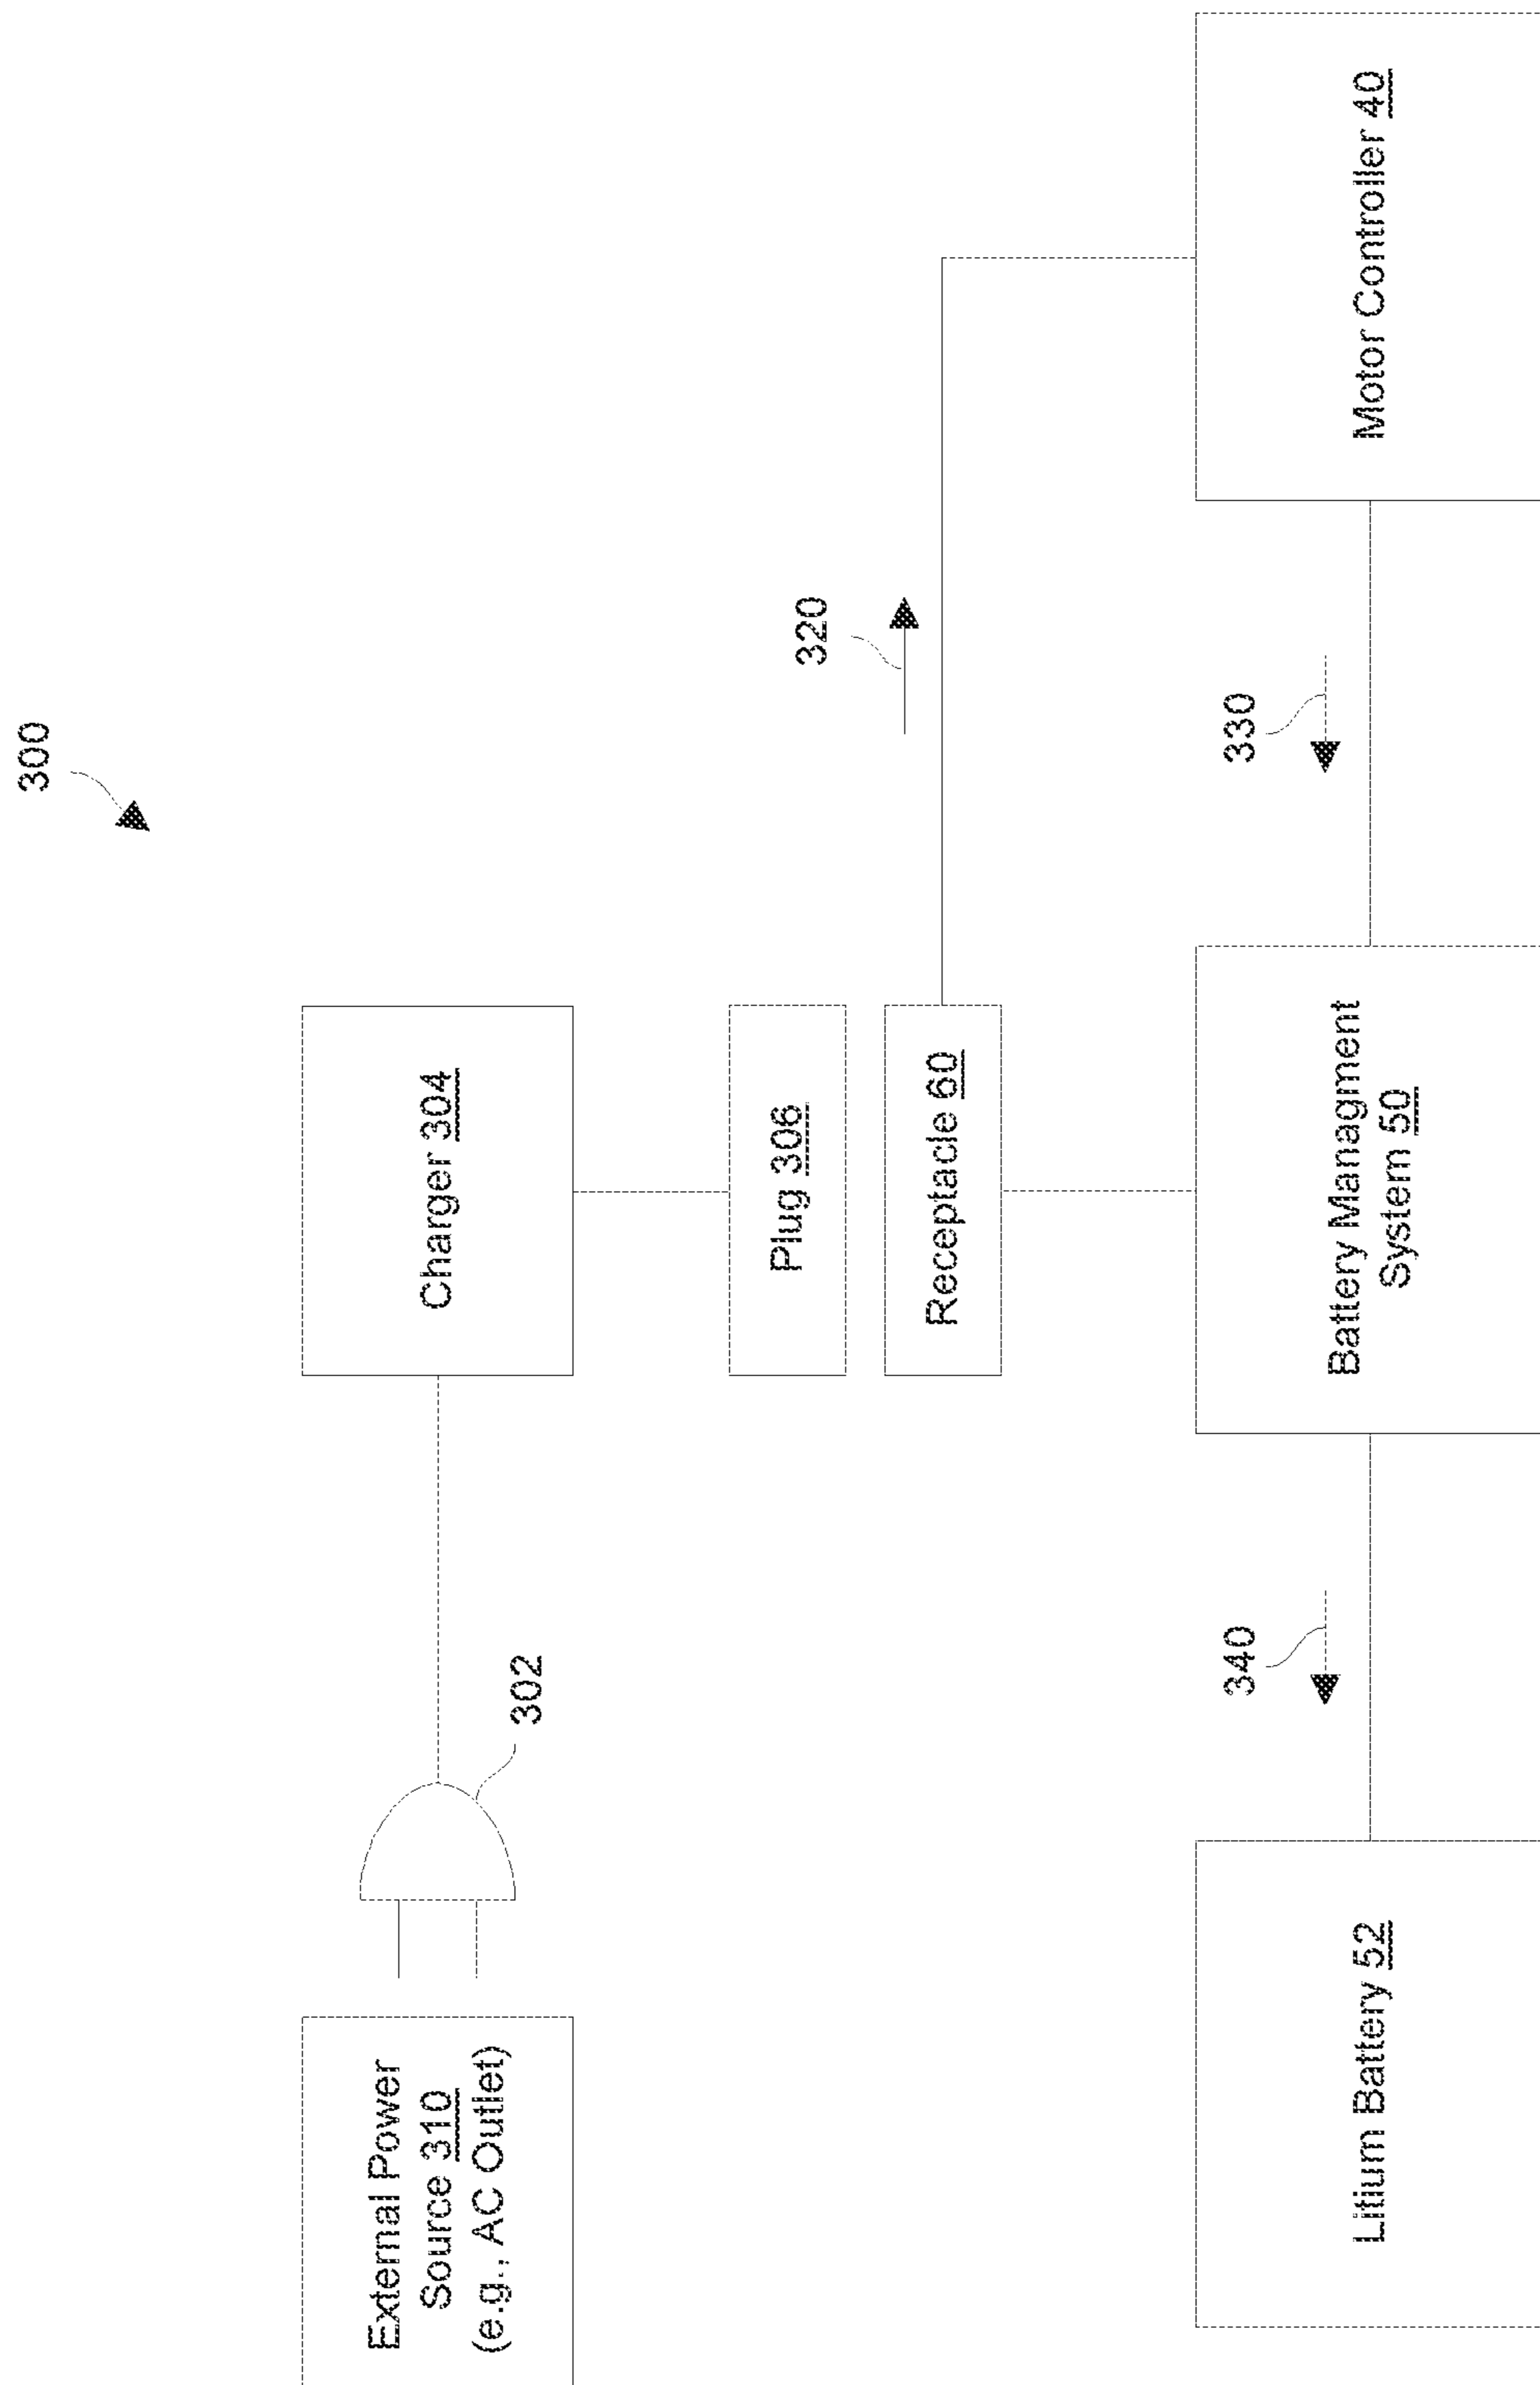 300
External Power
Source 310
(e.g., AC Outlet)
302
Charger 304
Plug 306
320
Receptacle 60
340
330
Litium Battery 52
Battery Managment
System 50
Motor Controller 40